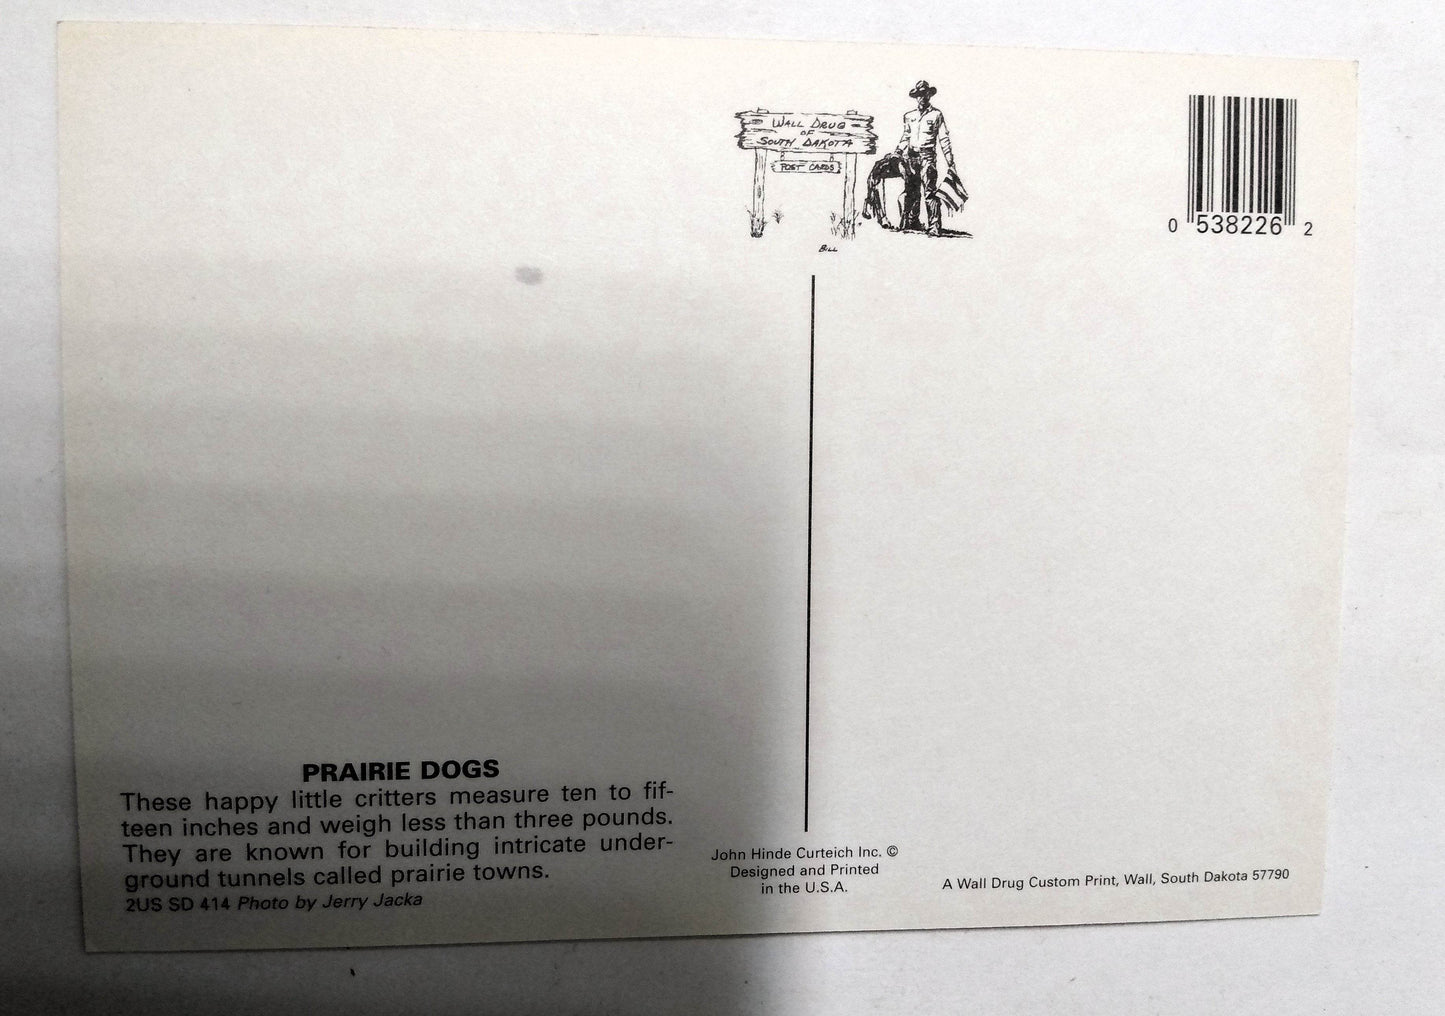 WALL DRUG
OF
SOUTH DAKOTA
POST CARDS
BILL
0 538226 2
PRAIRIE DOGS
These happy little critters measure ten to fif-
teen inches and weigh less than three pounds.
They are known for building intricate under-
ground tunnels called prairie towns.
2US SD 414 Photo by Jerry Jacka
John Hinde Curteich Inc. ©
Designed and Printed
in the U.S.A.
A Wall Drug Custom Print, Wall, South Dakota 57790